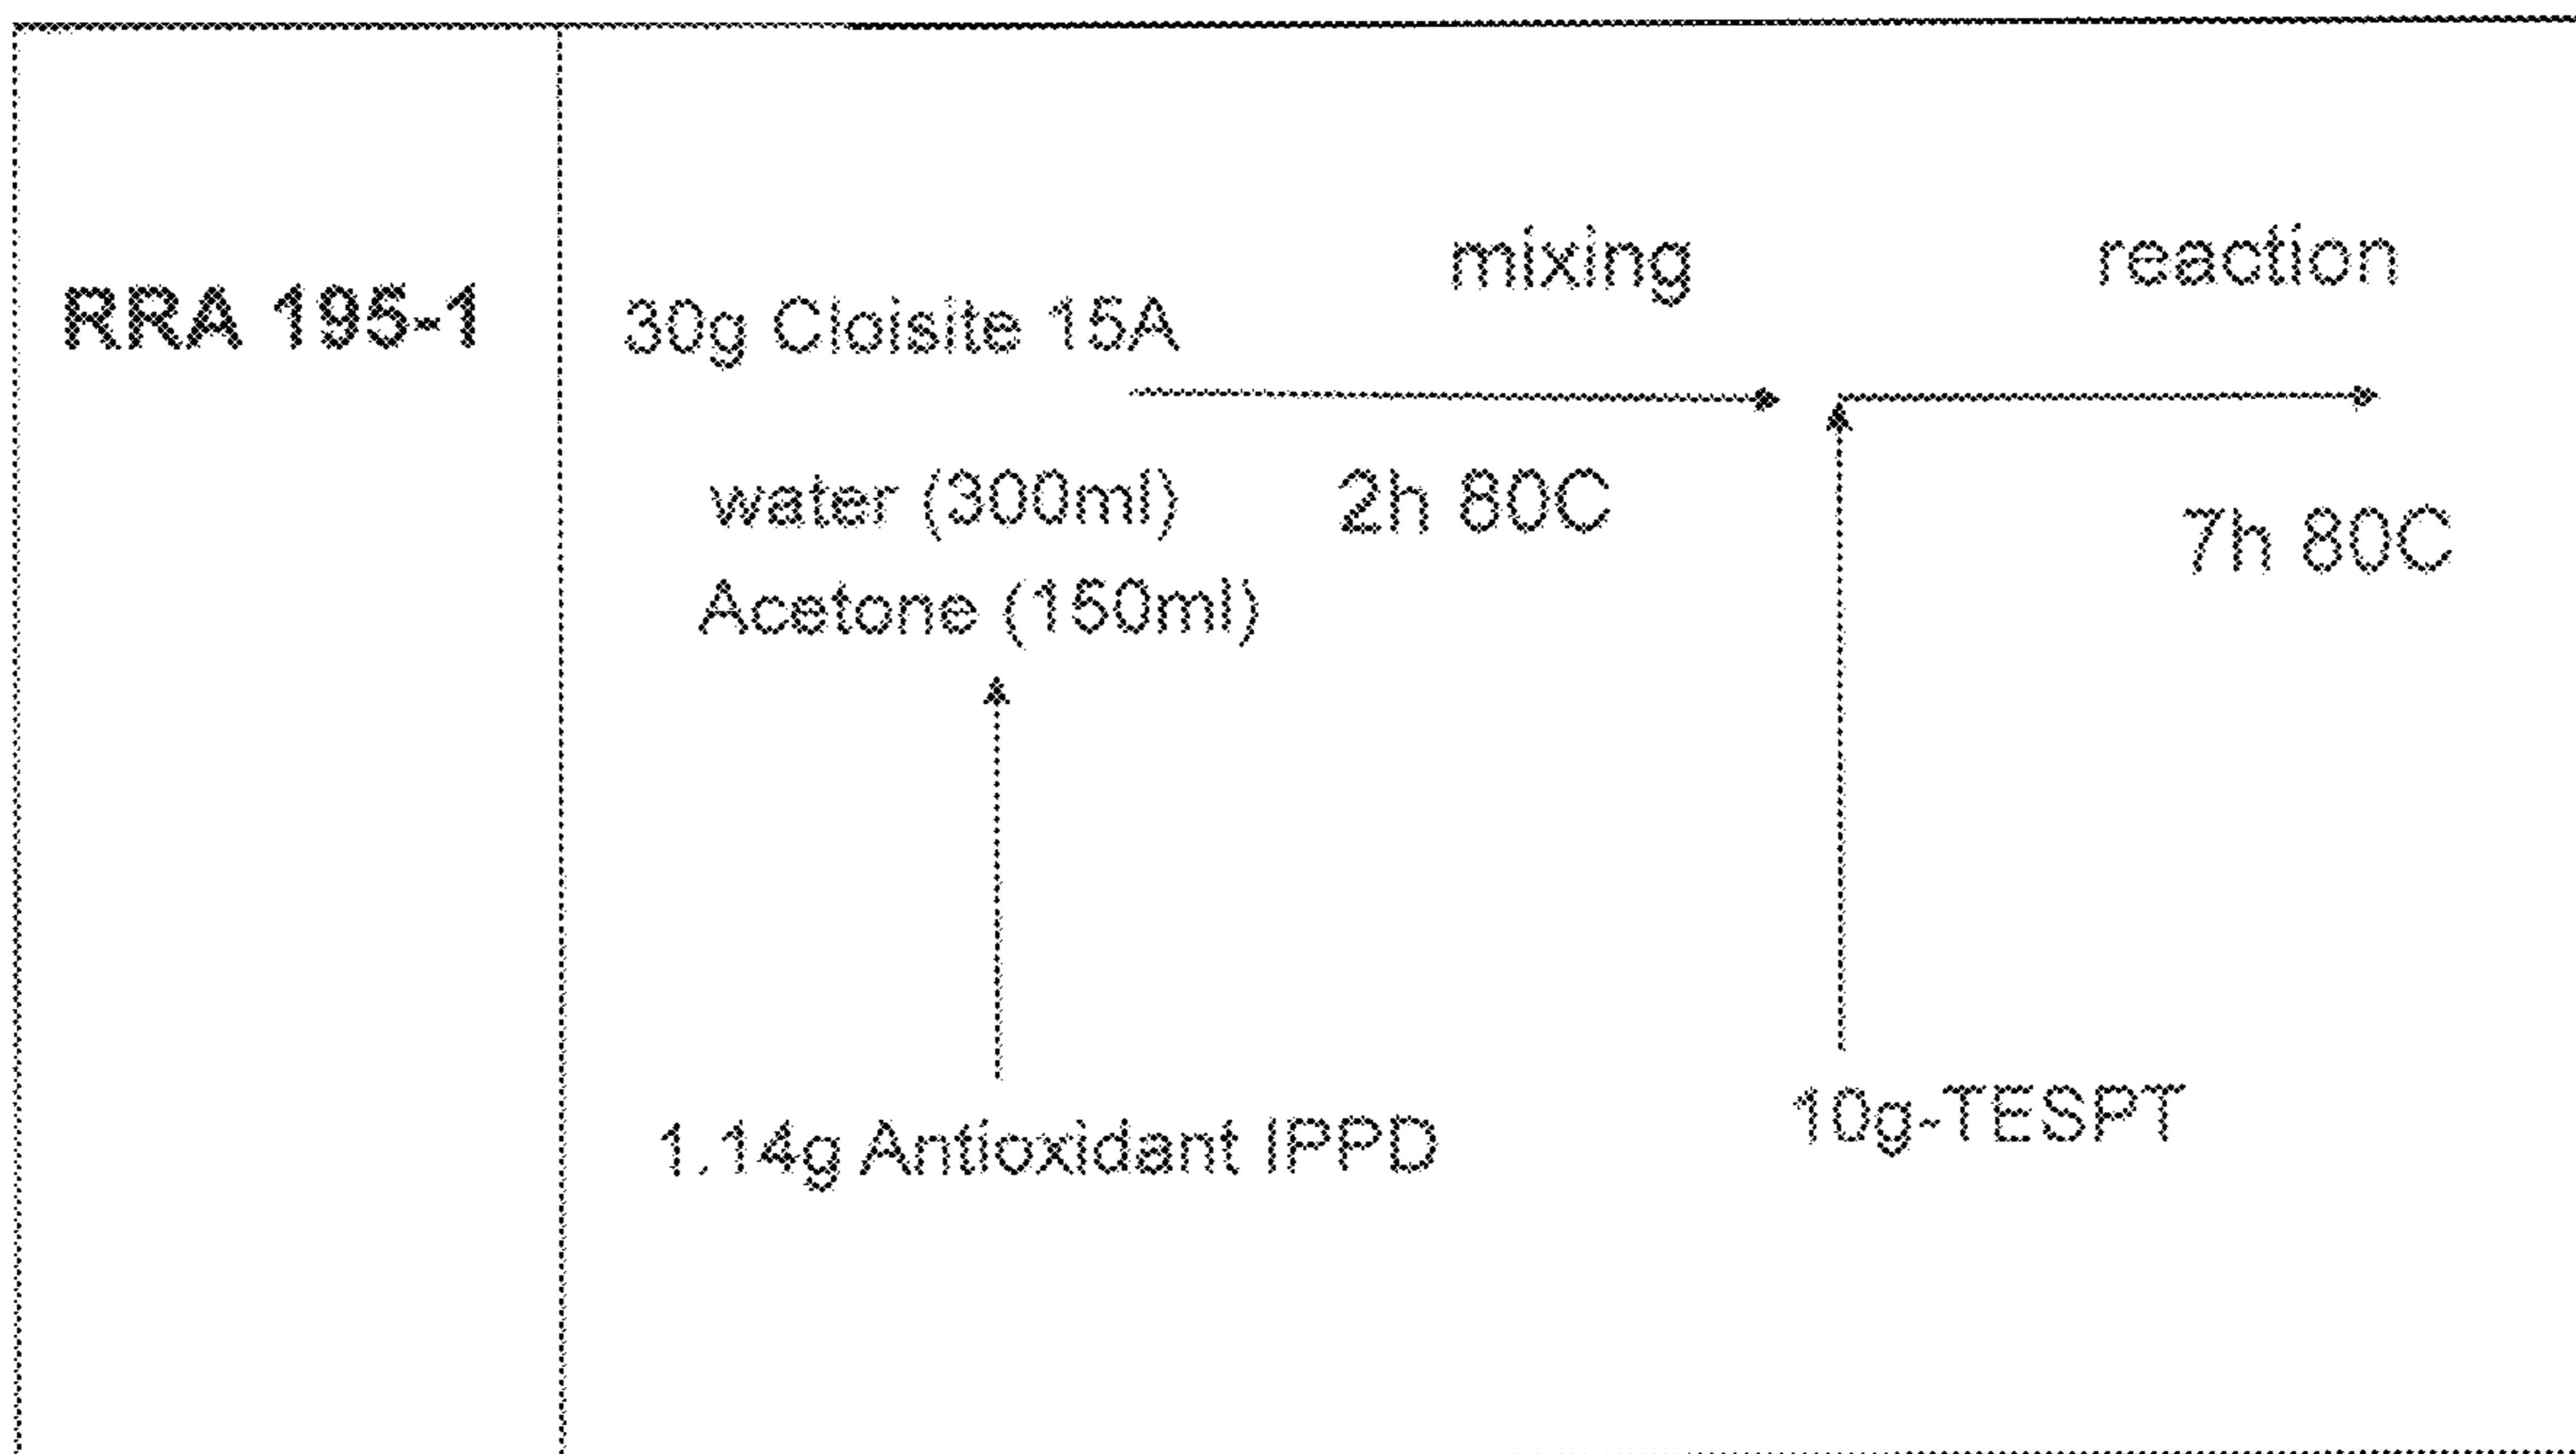 RRA 195-1
30g Cloisite 15A
mixing
reaction
water (300ml)
2h 80C
7h 80C
Acetone (150ml)
1.14g Antioxidant IPPD
10g-TESPT